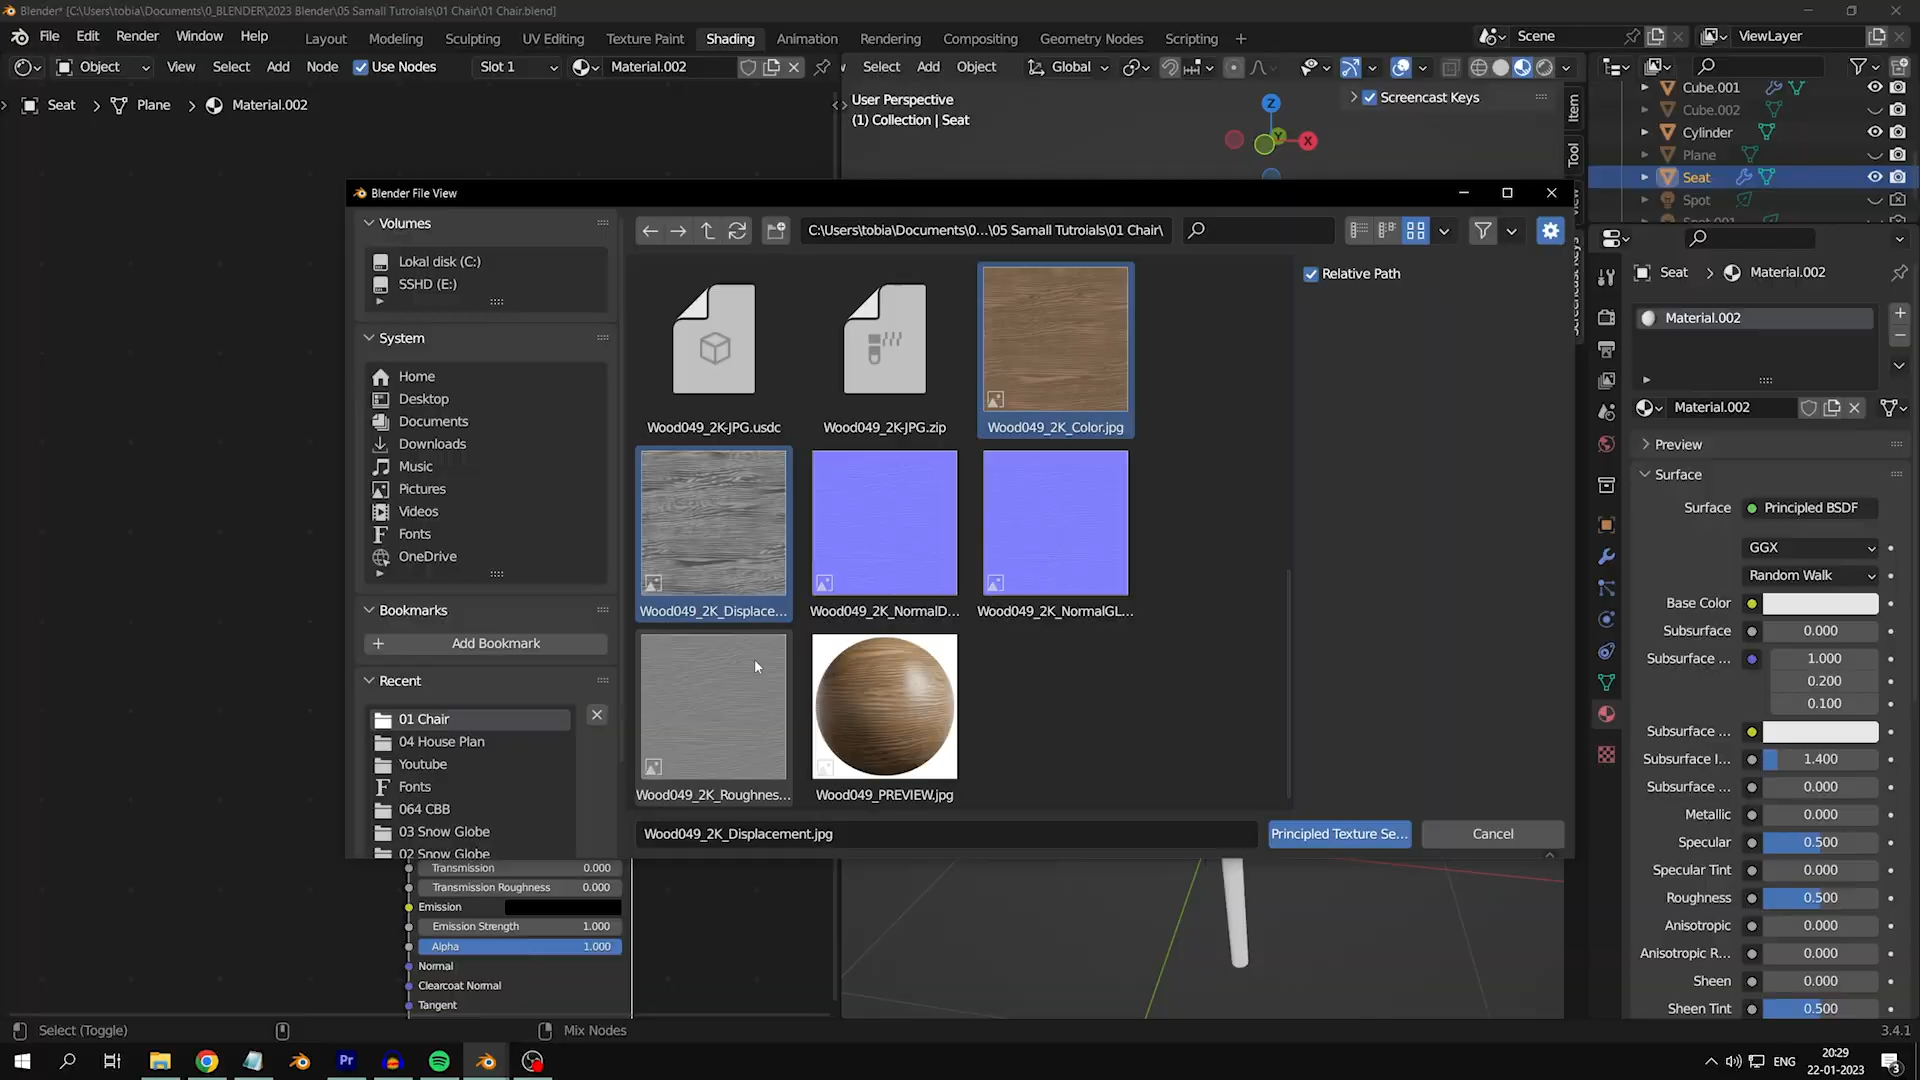 Blender* [C:\Users\tobia\Documents\0_BLENDER\2023 Blender\05 Samall Tutroials\01 Chair\01 Chair.blend]
File Edit Render Window Help
Layout Modeling Sculpting UV Editing Texture Paint Shading Animation Rendering Compositing Geometry Nodes Scripting +
Scene
ViewLayer
Object View Select Add Node Use Nodes Slot 1 Material.002
Select Add Object Global
Seat > Plane > Material.002
User Perspective
(1) Collection | Seat
Screencast Keys
Z
Y
X
Item
Tool
Cube.001
Cube.002
Cylinder
Plane
Seat
Spot
Blender File View
Volumes
Lokal disk (C:)
SSHD (E:)
System
Home
Desktop
Documents
Downloads
Music
Pictures
Videos
Fonts
OneDrive
Bookmarks
Add Bookmark
Recent
01 Chair
04 House Plan
Youtube
Fonts
064 CBB
03 Snow Globe
02 Snow Globe
C:\Users\tobia\Documents\0...\05 Samall Tutroials\01 Chair\
Relative Path
Wood049_2K-JPG.usdc
Wood049_2K-JPG.zip
Wood049_2K_Color.jpg
Wood049_2K_Displace...
Wood049_2K_NormalD...
Wood049_2K_NormalGL...
Wood049_2K_Roughnes...
Wood049_PREVIEW.jpg
Wood049_2K_Displacement.jpg
Principled Texture Se...
Cancel
Transmission 0.000
Transmission Roughness 0.000
Emission
Emission Strength 1.000
Alpha 1.000
Normal
Clearcoat Normal
Tangent
Seat > Material.002
Material.002
Material.002
Preview
Surface
Surface Principled BSDF
GGX
Random Walk
Base Color
Subsurface 0.000
Subsurface ... 1.000
0.200
0.100
Subsurface ...
Subsurface I... 1.400
Subsurface ... 0.000
Metallic 0.000
Specular 0.500
Specular Tint 0.000
Roughness 0.500
Anisotropic 0.000
Anisotropic R... 0.000
Sheen 0.000
Sheen Tint 0.500
Select (Toggle)
Mix Nodes
3.4.1
Pr
ENG
20:29
22-01-2023
3